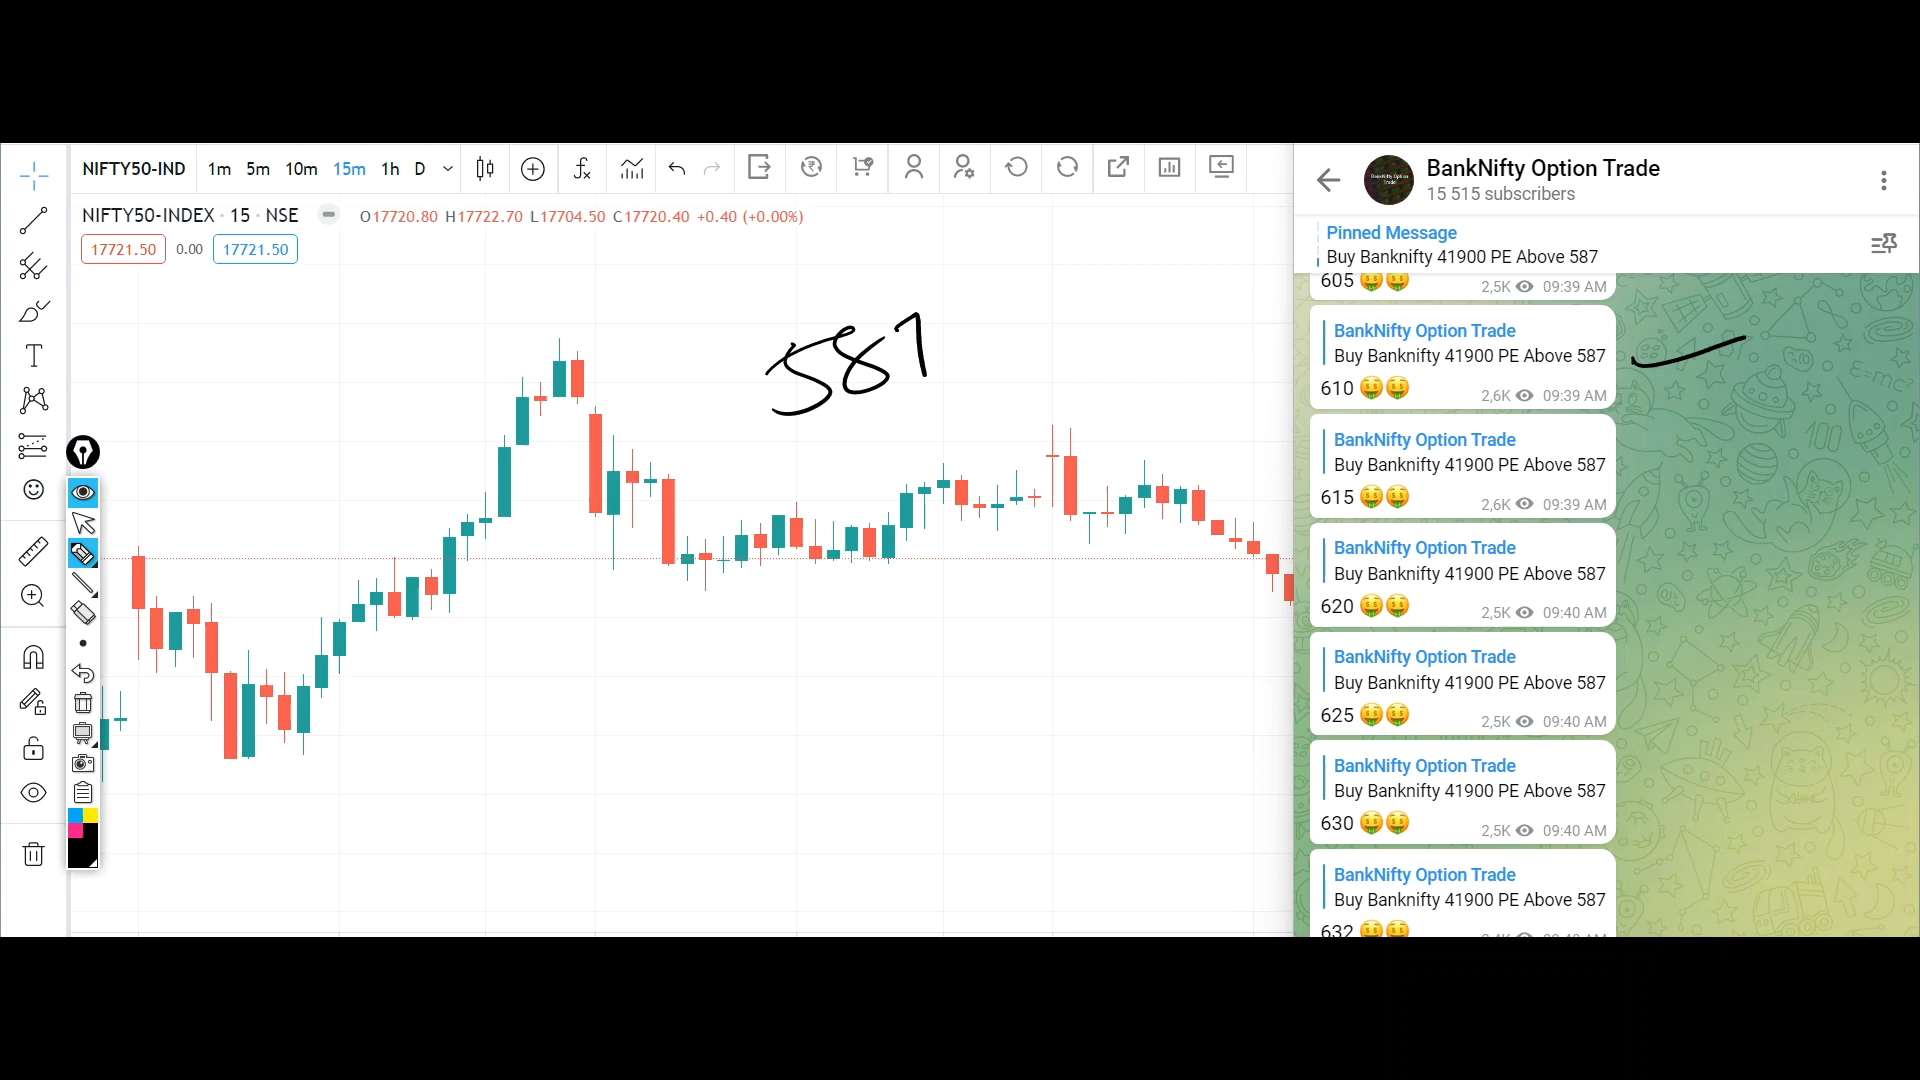 NIFTY50-IND 1m 5m 10m 15m 1h D
NIFTY50-INDEX · 15 · NSE O17720.80 H17722.70 L17704.50 C17720.40 +0.40 (+0.00%)
17721.50 0.00 17721.50
587
BankNifty Option Trade
15 515 subscribers
Pinned Message
Buy Banknifty 41900 PE Above 587
605 🤑🤑 2,5K 09:39 AM
BankNifty Option Trade
Buy Banknifty 41900 PE Above 587
610 🤑🤑 2,6K 09:39 AM
BankNifty Option Trade
Buy Banknifty 41900 PE Above 587
615 🤑🤑 2,6K 09:39 AM
BankNifty Option Trade
Buy Banknifty 41900 PE Above 587
620 🤑🤑 2,5K 09:40 AM
BankNifty Option Trade
Buy Banknifty 41900 PE Above 587
625 🤑🤑 2,5K 09:40 AM
BankNifty Option Trade
Buy Banknifty 41900 PE Above 587
630 🤑🤑 2,5K 09:40 AM
BankNifty Option Trade
Buy Banknifty 41900 PE Above 587
632 🤑🤑